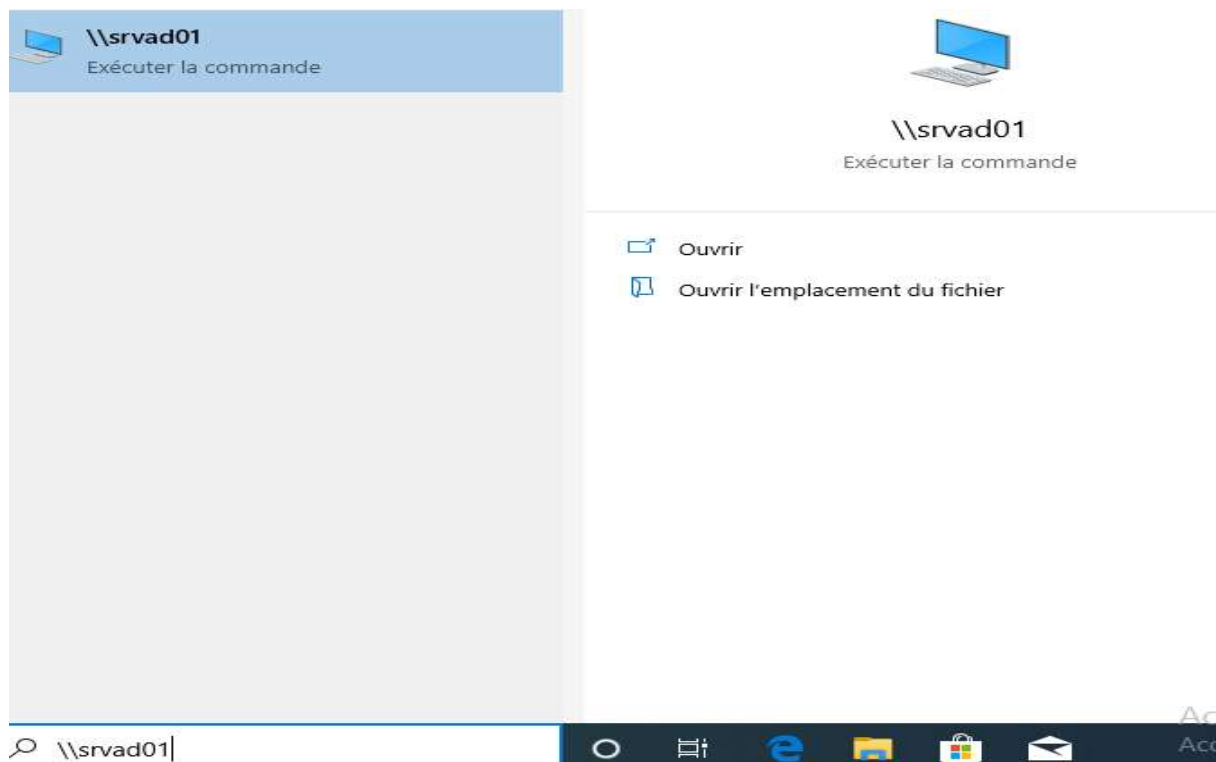 \\srvad01
Exécuter la commande
\\srvad01
Exécuter la commande
Ouvrir
Ouvrir l'emplacement du fichier
\\srvad01